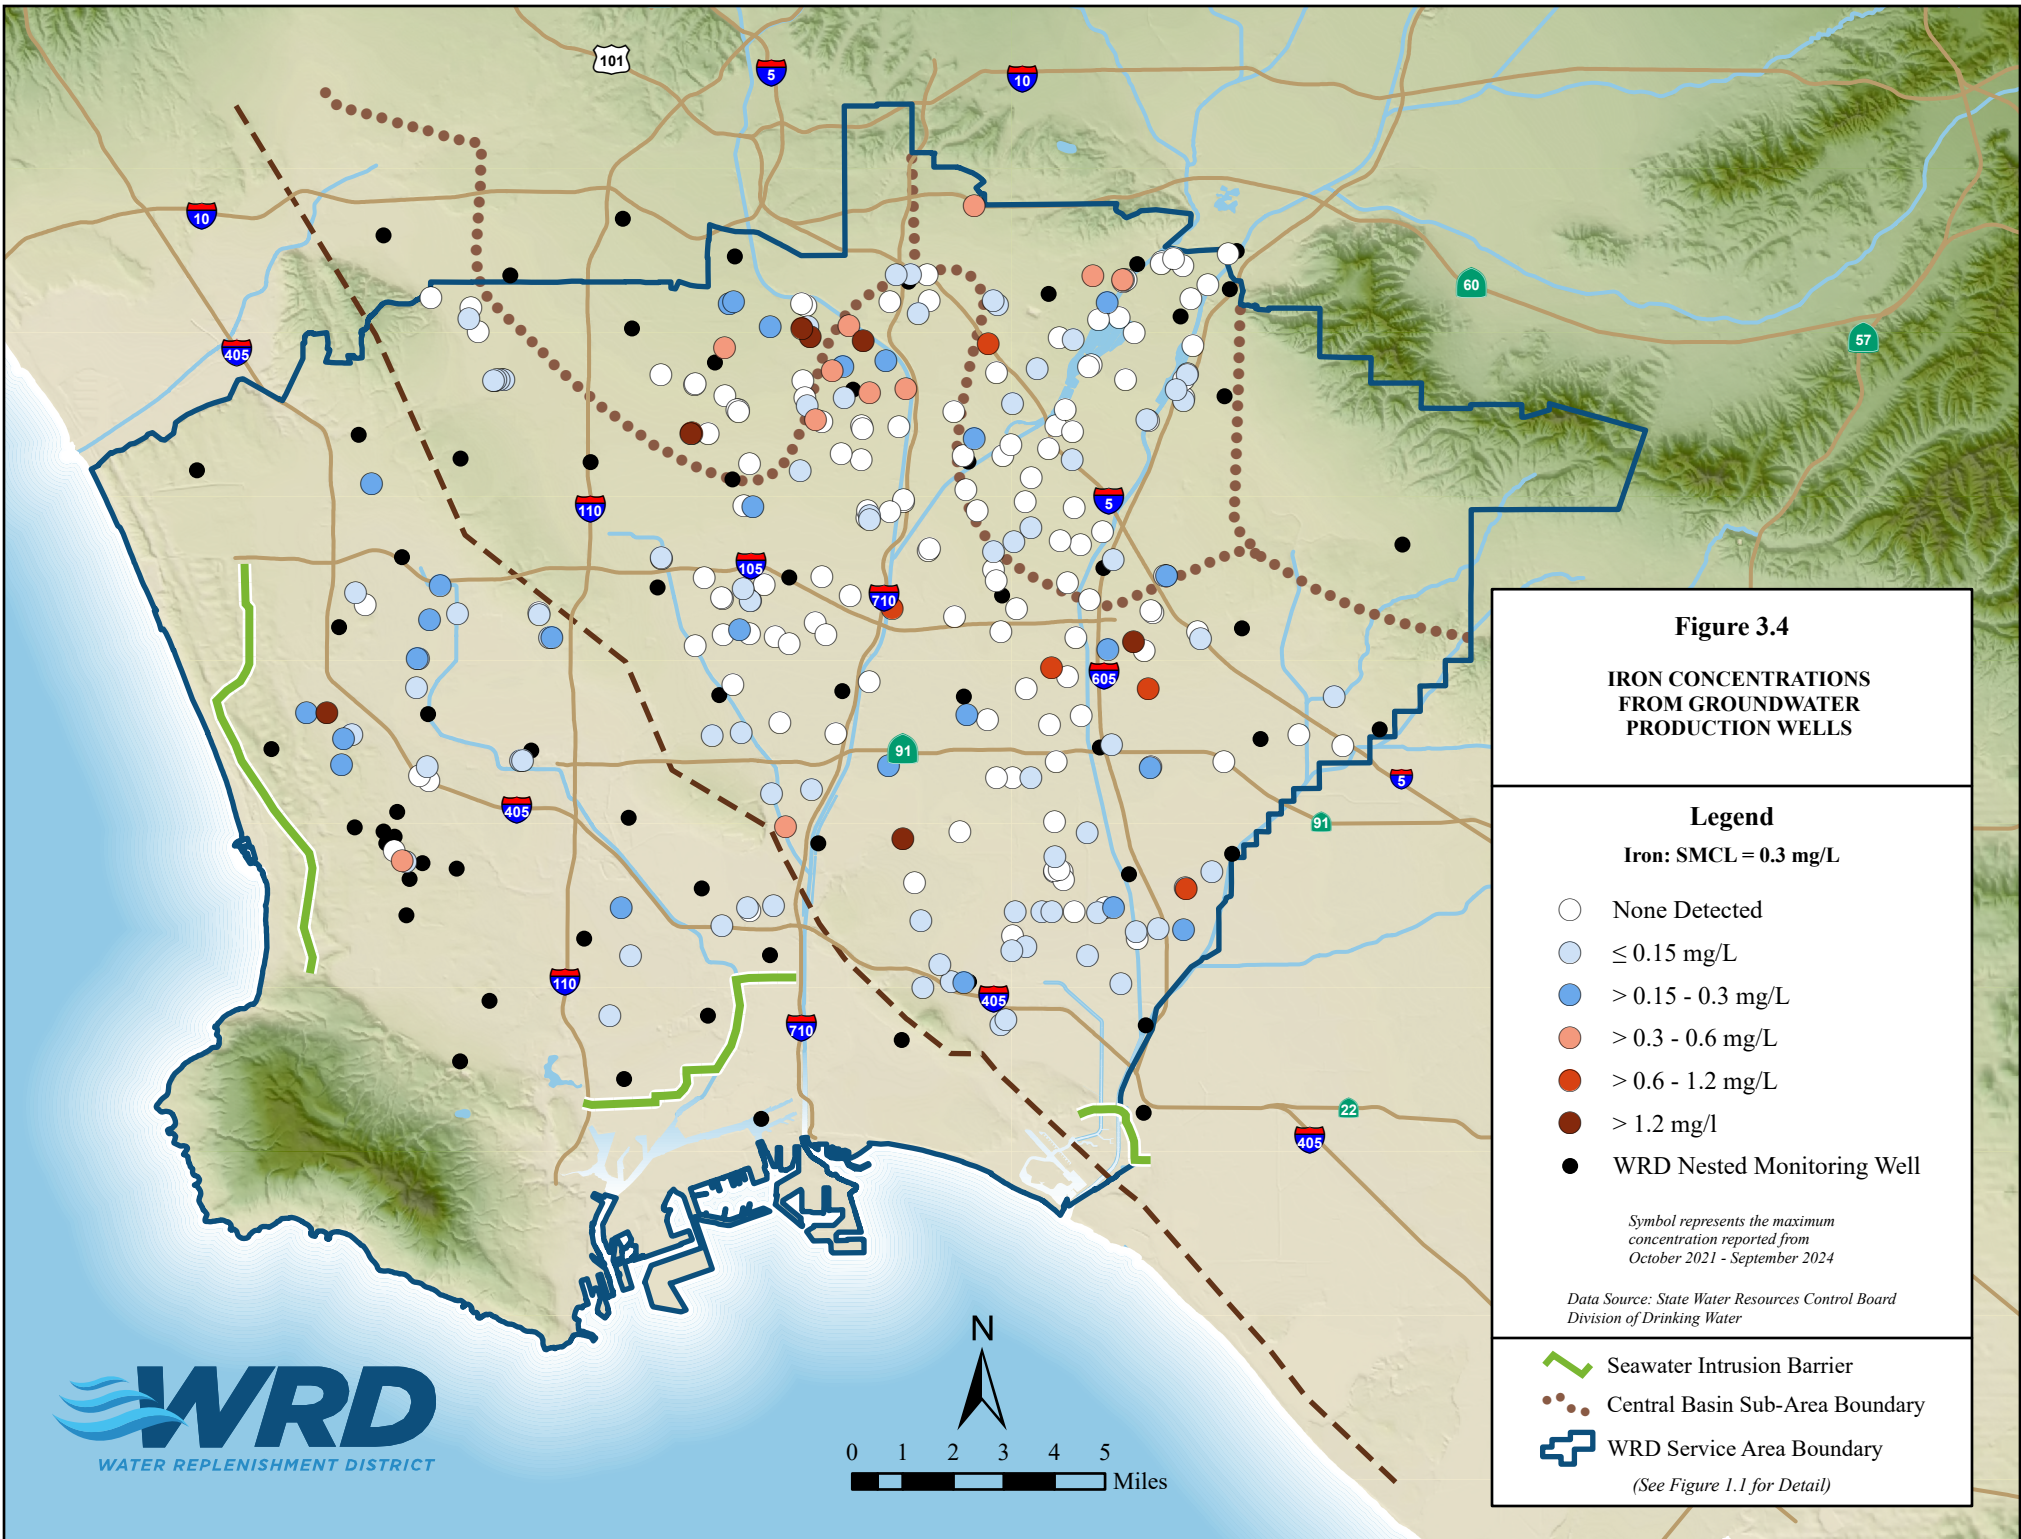 101
5
10
10
60
57
405
110
5
105
710
605
91
5
405
91
110
405
710
22
405
Figure 3.4
IRON CONCENTRATIONS
FROM GROUNDWATER
PRODUCTION WELLS
Legend
Iron: SMCL = 0.3 mg/L
None Detected
≤ 0.15 mg/L
> 0.15 - 0.3 mg/L
> 0.3 - 0.6 mg/L
> 0.6 - 1.2 mg/L
> 1.2 mg/l
WRD Nested Monitoring Well
Symbol represents the maximum
concentration reported from
October 2021 - September 2024
Data Source: State Water Resources Control Board
Division of Drinking Water
Seawater Intrusion Barrier
Central Basin Sub-Area Boundary
WRD Service Area Boundary
(See Figure 1.1 for Detail)
N
0 1 2 3 4 5
Miles
WRD
WATER REPLENISHMENT DISTRICT